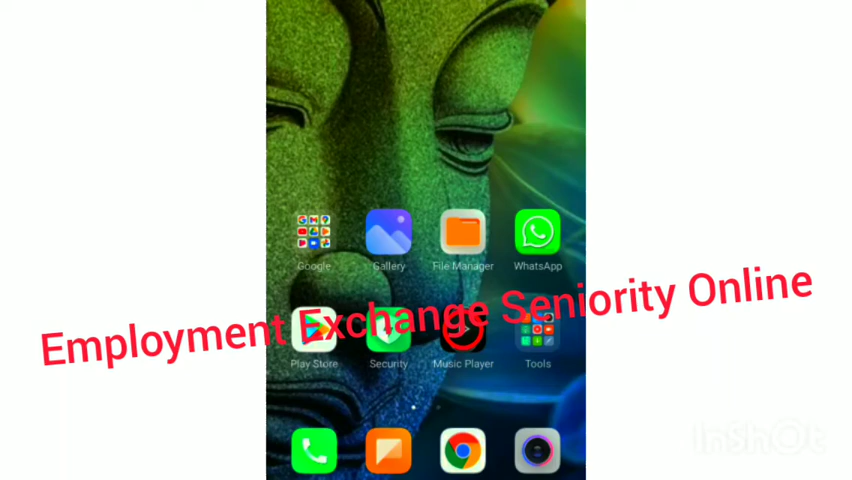 Google Gallery File Manager WhatsApp
Employment Exchange Seniority Online
Play Store Security Music Player Tools
InShOt